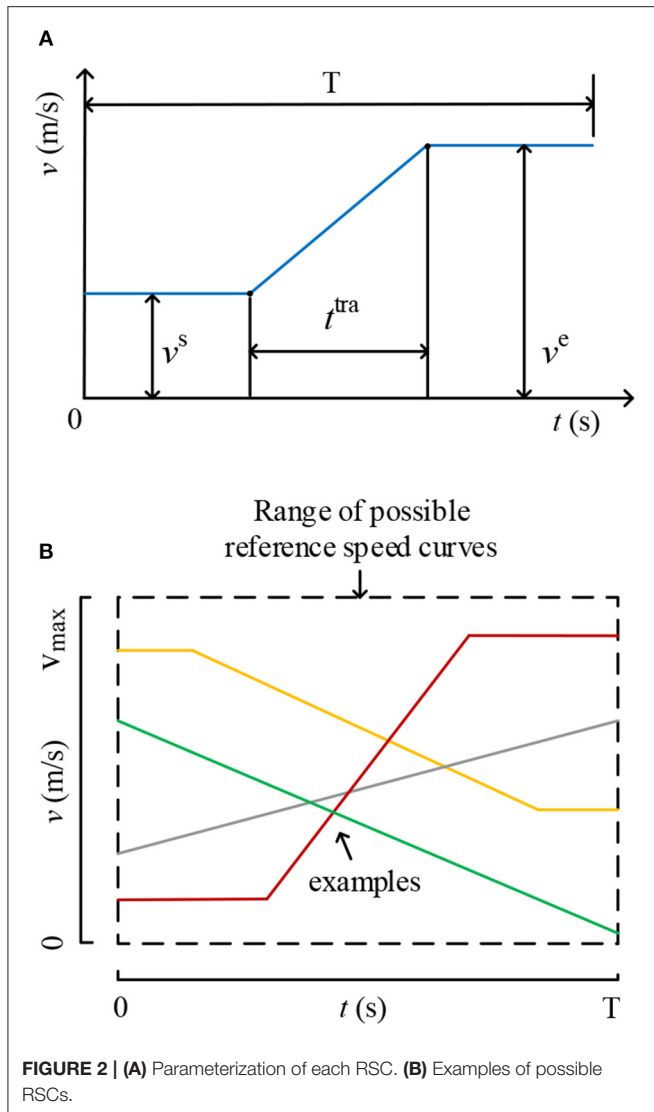 A
T
v (m/s)
t^tra
v^s
v^e
0
t (s)
Range of possible
reference speed curves
B
v_max
v (m/s)
examples
0
0
t (s)
T
FIGURE 2 | (A) Parameterization of each RSC. (B) Examples of possible
RSCs.